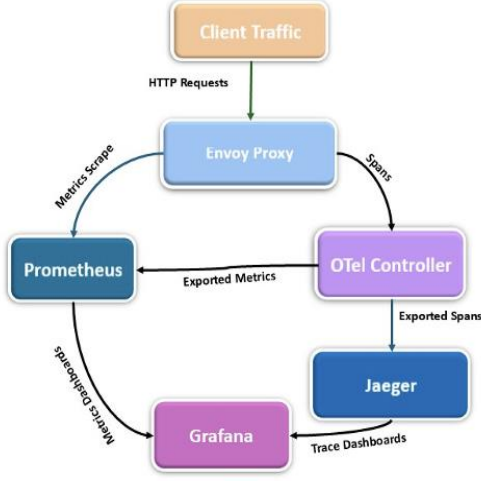 Client Traffic
HTTP Requests
Envoy Proxy
Metrics Scrape
Spans
Prometheus
Exported Metrics
OTel Controller
Exported Spans
Metrics Dashboards
Jaeger
Grafana
Trace Dashboards